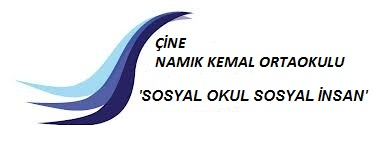 ÇİNE
NAMIK KEMAL ORTAOKULU
'SOSYAL OKUL SOSYAL İNSAN'